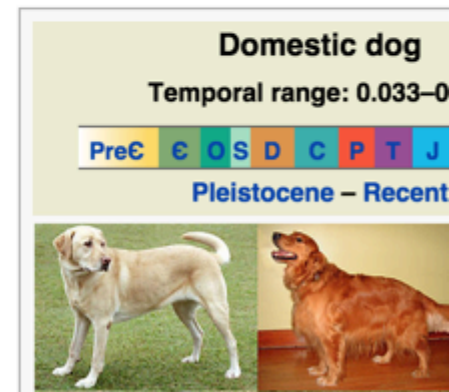 Domestic dog
Temporal range: 0.033–0
PreЄ Є O S D C P T J
Pleistocene – Recent